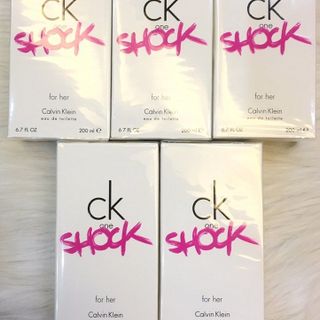 ck
one
SHOCK
for her
Calvin Klein
eau de toilette
6.7 FL OZ 200 ml ℮
ck
one
SHOCK
for her
Calvin Klein
eau de toilette
6.7 FL OZ 200 ml ℮
ck
one
SHOCK
for her
Calvin Klein
eau de toilette
6.7 FL OZ 200 ml ℮
ck
one
SHOCK
for her
Calvin Klein
ck
one
SHOCK
for her
Calvin Klein